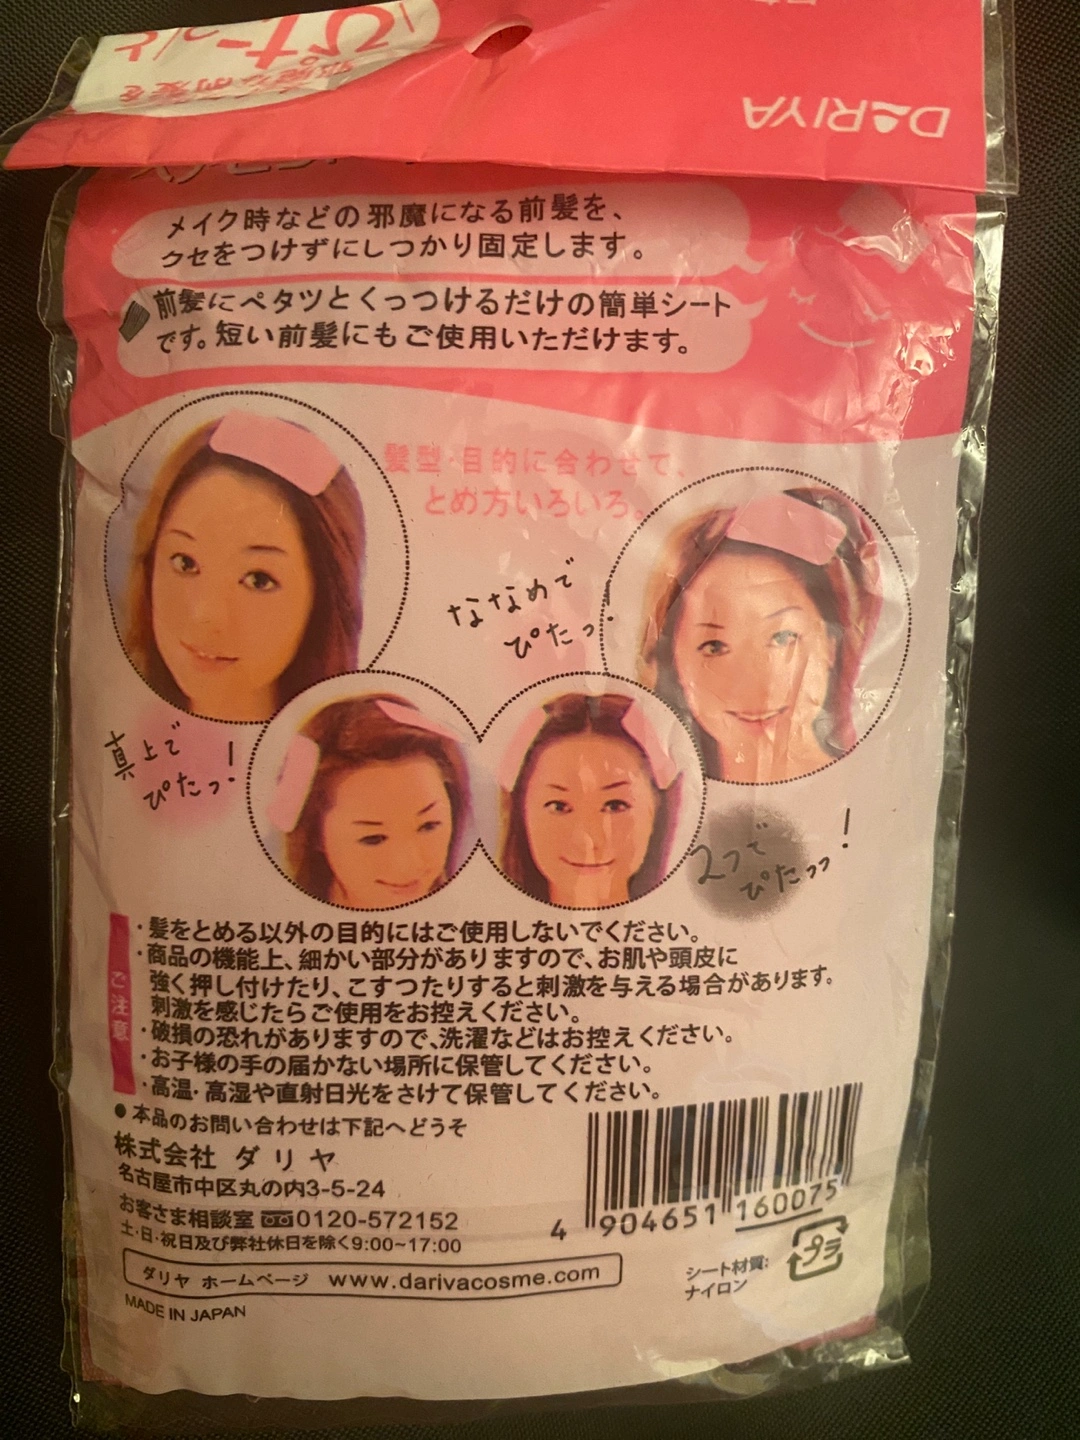 ぴたっと
邪魔な前髪を
DARIYA
メイク時などの邪魔になる前髪を、
クセをつけずにしっかり固定します。
前髪にペタッとくっつけるだけの簡単シート
です。短い前髪にもご使用いただけます。
髪型・目的に合わせて、
とめ方いろいろ。
ななめで
ぴたっ!
真上で
ぴたっ!
2つで
ぴたっっ!
ご注意
・髪をとめる以外の目的にはご使用しないでください。
・商品の機能上、細かい部分がありますので、お肌や頭皮に
強く押し付けたり、こすったりすると刺激を与える場合があります。
刺激を感じたらご使用をお控えください。
・破損の恐れがありますので、洗濯などはお控えください。
・お子様の手の届かない場所に保管してください。
・高温・高湿や直射日光をさけて保管してください。
●本品のお問い合わせは下記へどうそ
株式会社 ダリヤ
名古屋市中区丸の内3-5-24
お客さま相談室 0120-572152
土・日・祝日及び弊社休日を除く9:00~17:00
ダリヤ ホームページ www.darivacosme.com
MADE IN JAPAN
4 904651 160075
シート材質:
ナイロン
プラ